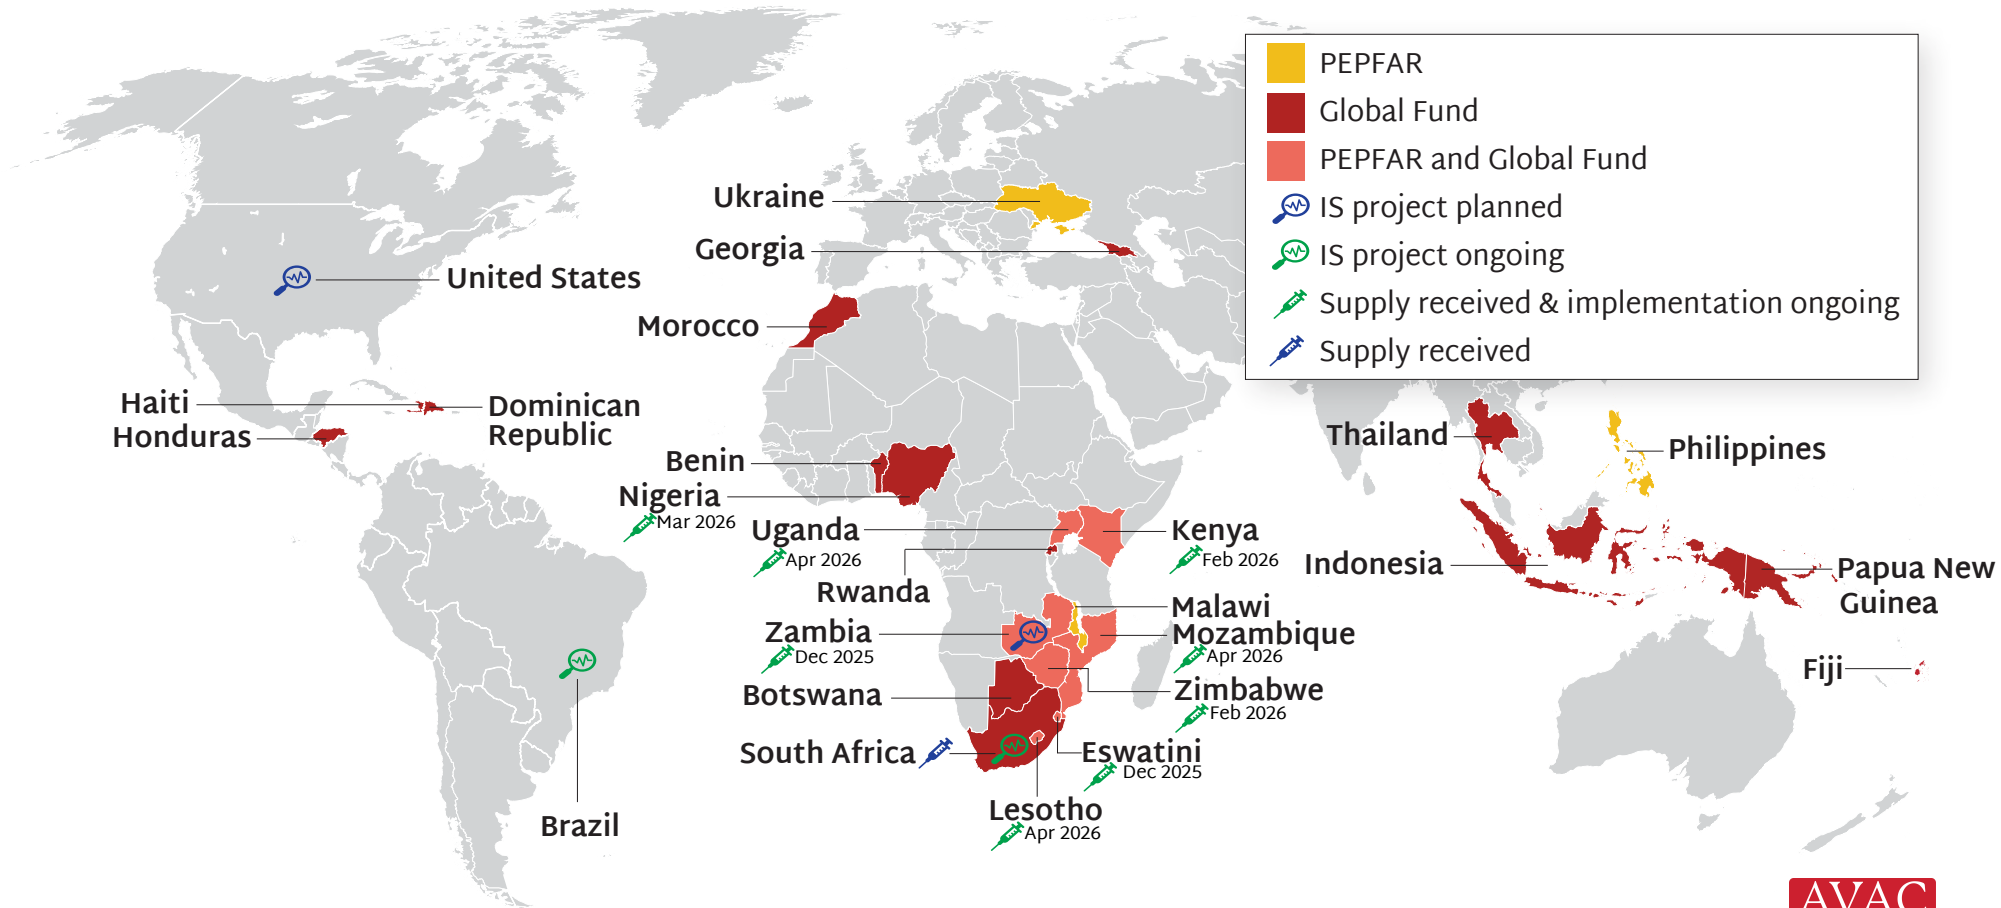 PEPFAR
Global Fund
PEPFAR and Global Fund
IS project planned
IS project ongoing
Supply received & implementation ongoing
Supply received
Ukraine
Georgia
United States
Morocco
Haiti
Dominican
Republic
Honduras
Thailand
Philippines
Benin
Nigeria
Mar 2026
Uganda
Apr 2026
Kenya
Feb 2026
Rwanda
Indonesia
Papua New
Guinea
Malawi
Zambia
Dec 2025
Mozambique
Apr 2026
Fiji
Botswana
Zimbabwe
Feb 2026
South Africa
Eswatini
Dec 2025
Lesotho
Apr 2026
Brazil
AVAC